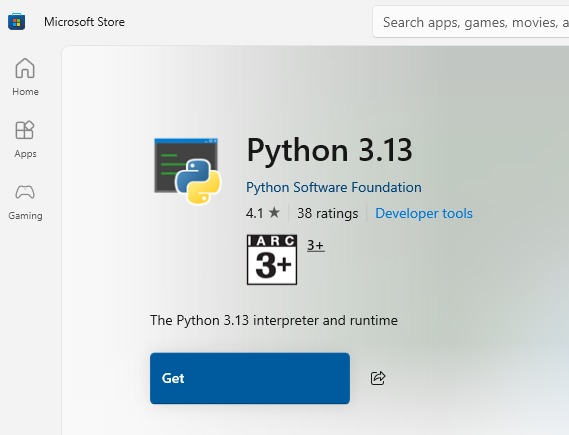 Microsoft Store
Search apps, games, movies, a
Home
Apps
Gaming
Python 3.13
Python Software Foundation
4.1 ★ 38 ratings Developer tools
IARC
3+
3+
The Python 3.13 interpreter and runtime
Get